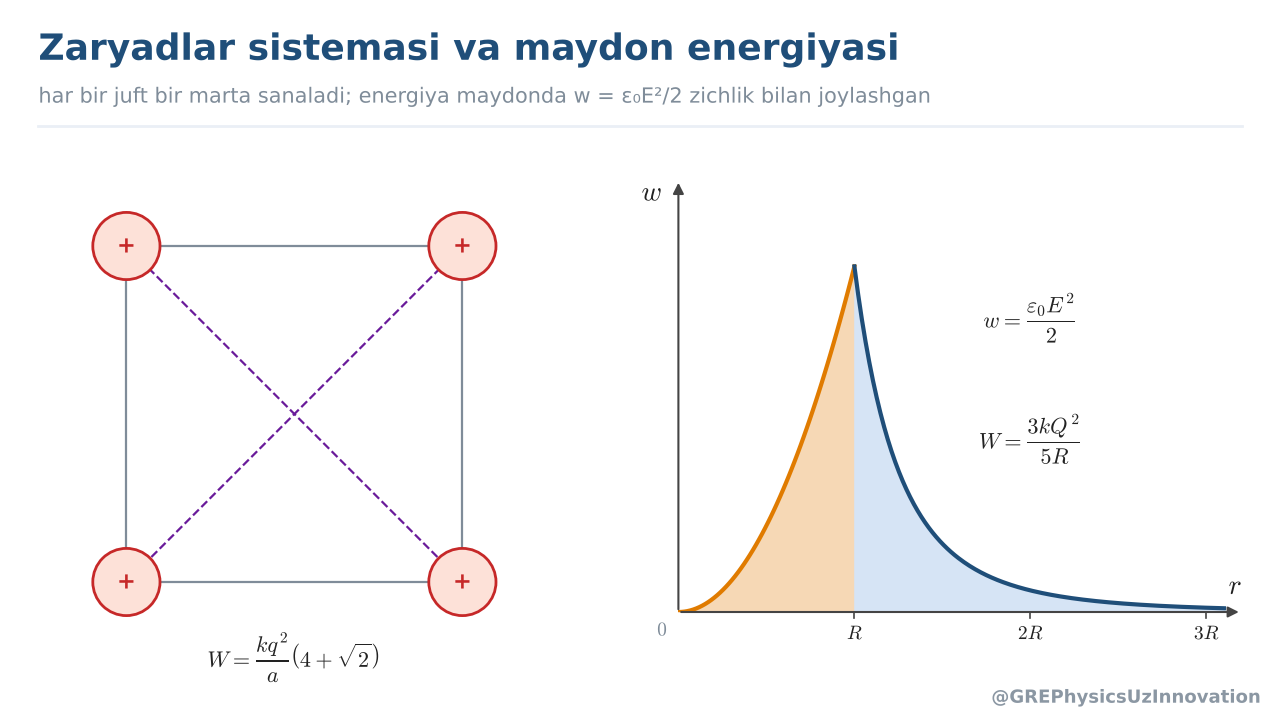 Zaryadlar sistemasi va maydon energiyasi
har bir juft bir marta sanaladi; energiya maydonda w = ε₀E²/2 zichlik bilan joylashgan
+ +
+ +
W = kq²/a (4 + √2)
w
w = ε₀E²/2
W = 3kQ²/5R
r
0 R 2R 3R
@GREPhysicsUzInnovation